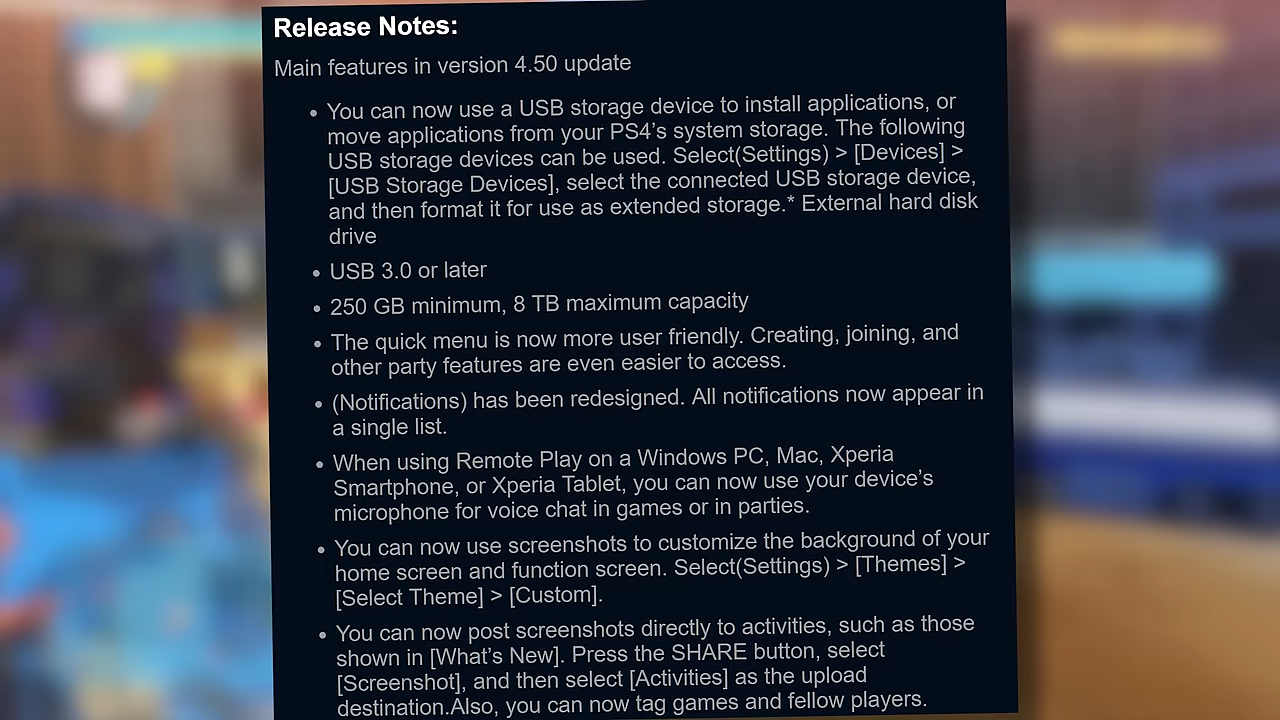 Release Notes:
Main features in version 4.50 update
• You can now use a USB storage device to install applications, or
move applications from your PS4’s system storage. The following
USB storage devices can be used. Select(Settings) > [Devices] >
[USB Storage Devices], select the connected USB storage device,
and then format it for use as extended storage.* External hard disk
drive
• USB 3.0 or later
• 250 GB minimum, 8 TB maximum capacity
• The quick menu is now more user friendly. Creating, joining, and
other party features are even easier to access.
• (Notifications) has been redesigned. All notifications now appear in
a single list.
• When using Remote Play on a Windows PC, Mac, Xperia
Smartphone, or Xperia Tablet, you can now use your device’s
microphone for voice chat in games or in parties.
• You can now use screenshots to customize the background of your
home screen and function screen. Select(Settings) > [Themes] >
[Select Theme] > [Custom].
• You can now post screenshots directly to activities, such as those
shown in [What’s New]. Press the SHARE button, select
[Screenshot], and then select [Activities] as the upload
destination.Also, you can now tag games and fellow players.